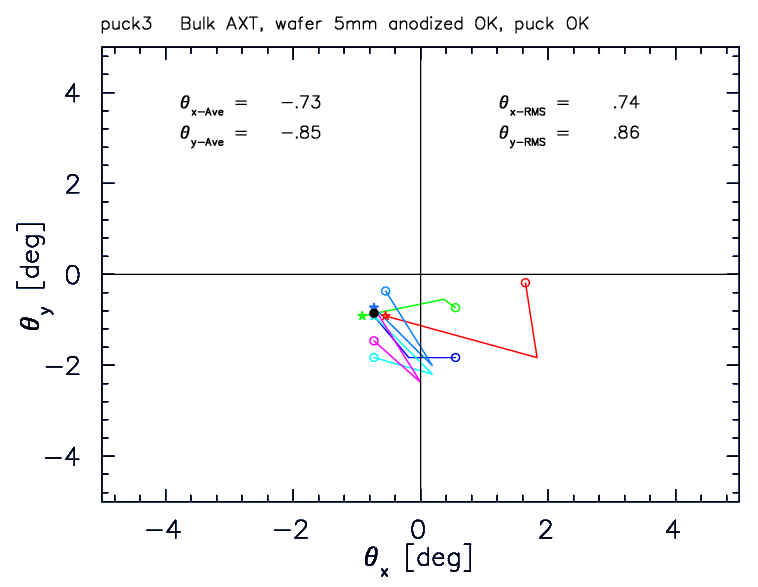 puck3 Bulk AXT, wafer 5mm anodized OK, puck OK
θx-Ave = -.73
θx-RMS = .74
θy-Ave = -.85
θy-RMS = .86
4
2
0
-2
-4
θy [deg]
-4 -2 0 2 4
θx [deg]